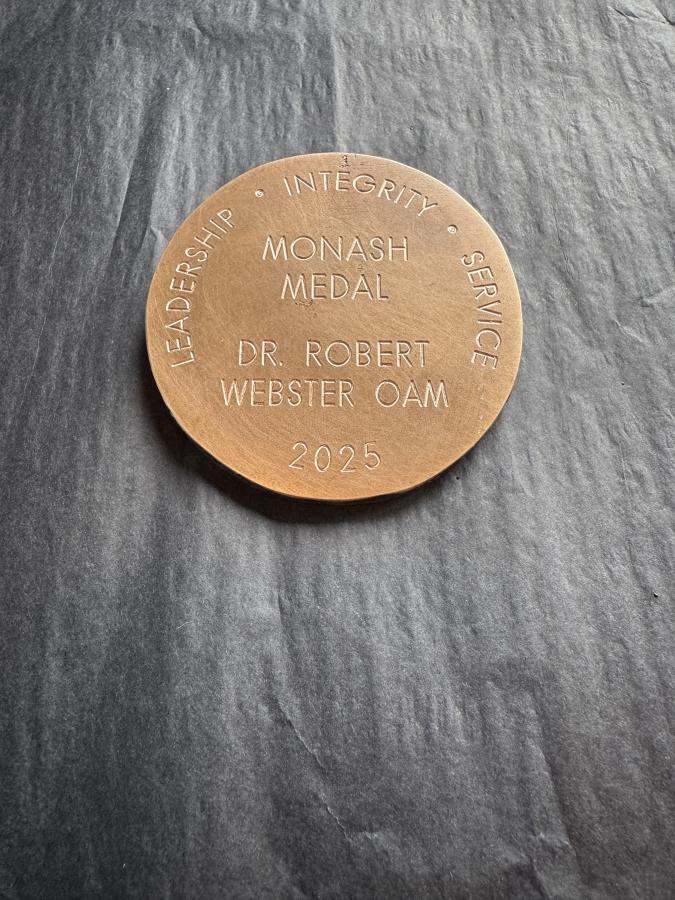 LEADERSHIP • INTEGRITY • SERVICE
MONASH
MEDAL
DR. ROBERT
WEBSTER OAM
2025